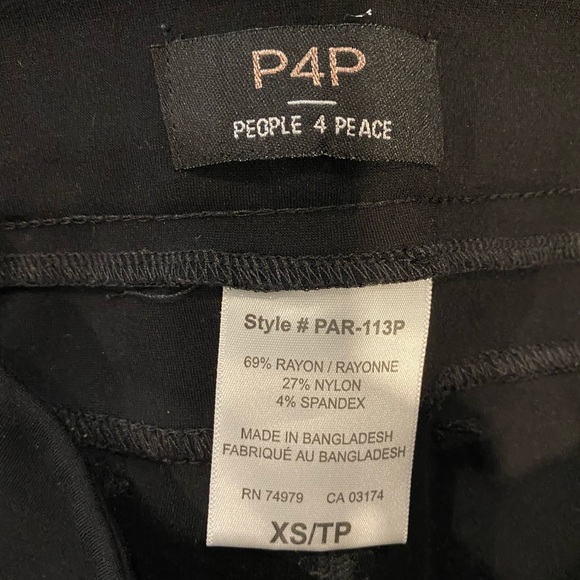 P4P
PEOPLE 4 PEACE
Style # PAR-113P
69% RAYON / RAYONNE
27% NYLON
4% SPANDEX
MADE IN BANGLADESH
FABRIQUÉ AU BANGLADESH
RN 74979 CA 03174
XS/TP